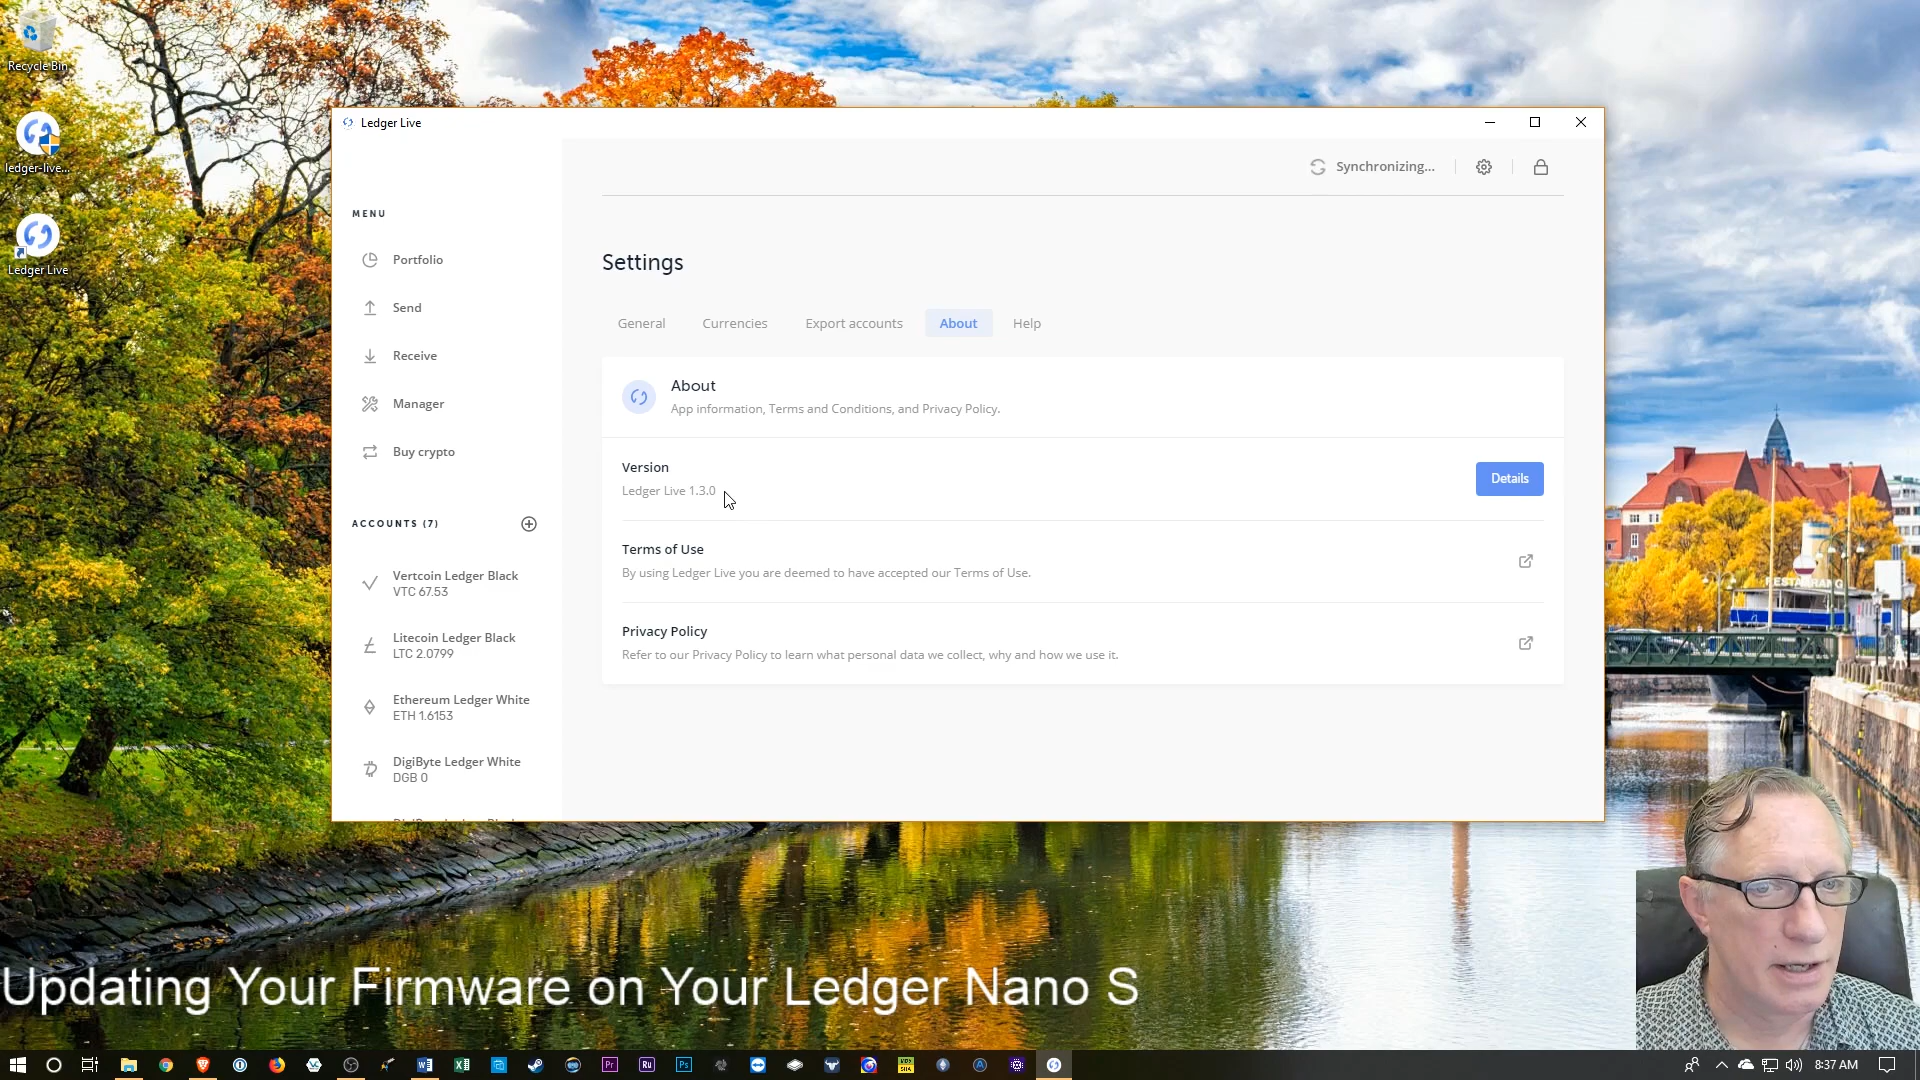 Recycle Bin
ledger-live...
Ledger Live
Ledger Live
Synchronizing...
MENU
Portfolio
Send
Receive
Manager
Buy crypto
ACCOUNTS (7)
Vertcoin Ledger Black
VTC 67.53
Litecoin Ledger Black
LTC 2.0799
Ethereum Ledger White
ETH 1.6153
DigiByte Ledger White
DGB 0
Settings
General
Currencies
Export accounts
About
Help
About
App information, Terms and Conditions, and Privacy Policy.
Version
Ledger Live 1.3.0
Details
Terms of Use
By using Ledger Live you are deemed to have accepted our Terms of Use.
Privacy Policy
Refer to our Privacy Policy to learn what personal data we collect, why and how we use it.
RESTAURANG
Updating Your Firmware on Your Ledger Nano S
Pr
Ru
Ps
8:37 AM